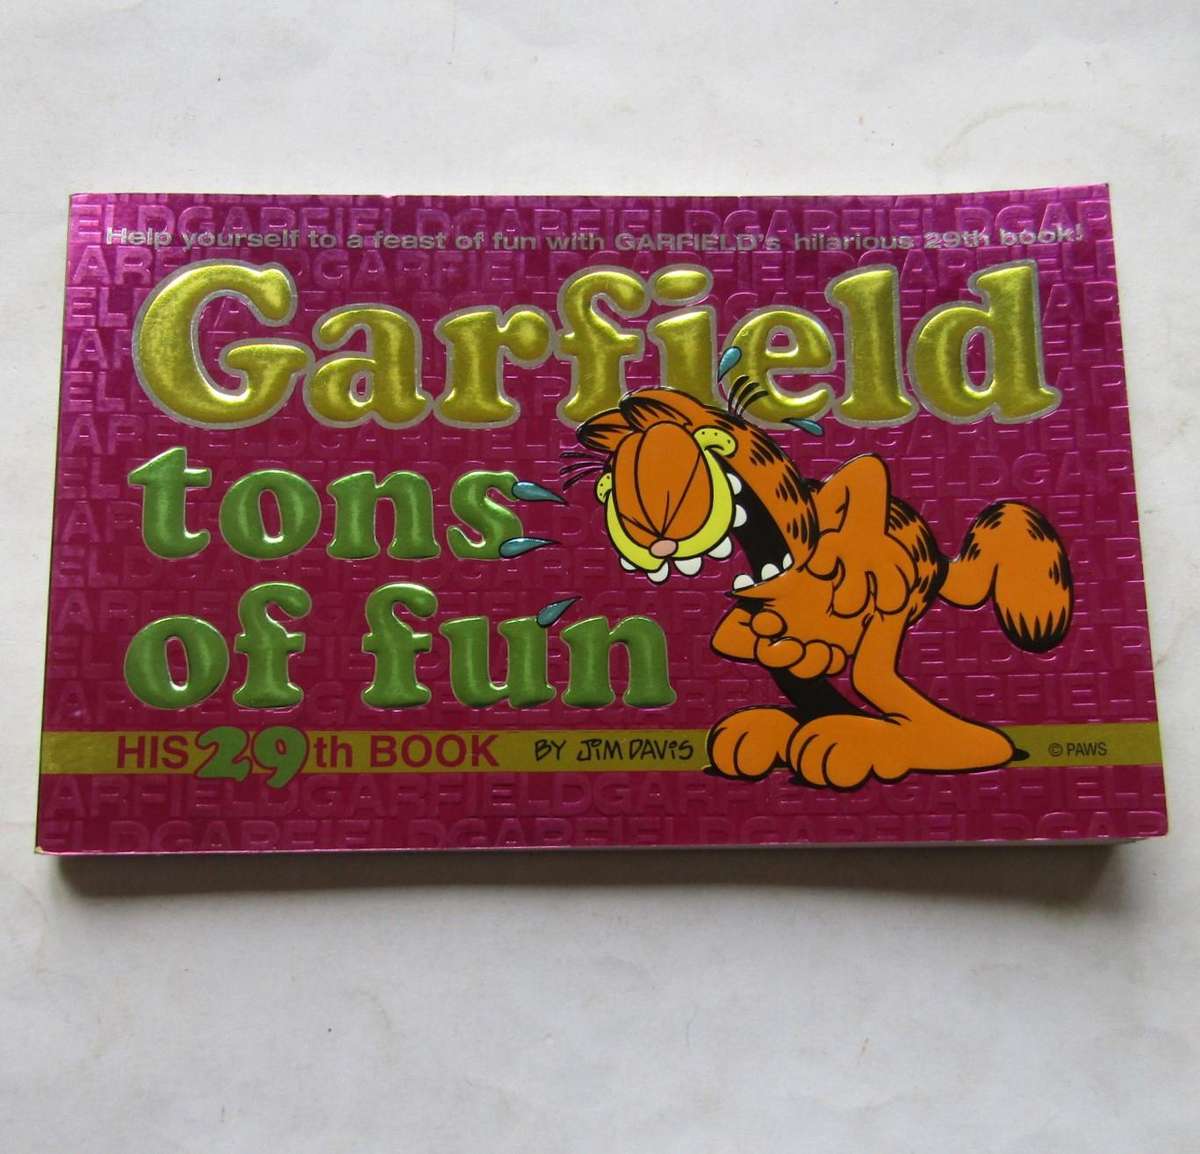 Help yourself to a feast of fun with GARFIELD's hilarious 29th book!
Garfield
tons
of fun
HIS 29th BOOK BY JIM DAVIS © PAWS